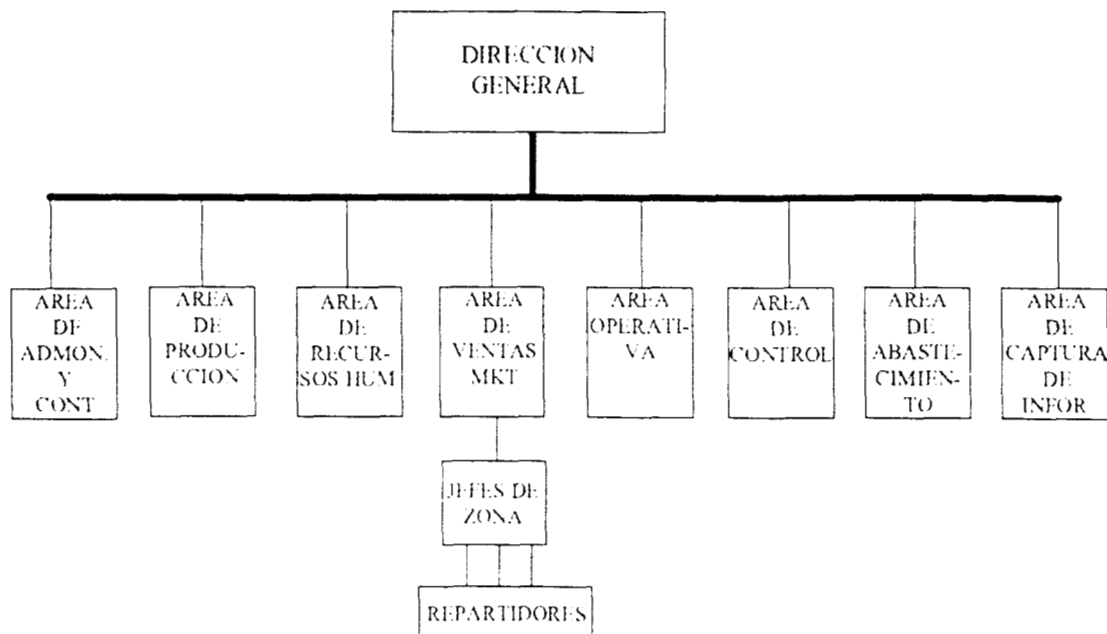 DIRECCION
GENERAL
AREA
DE
ADMON.
Y
CONT
AREA
DE
PRODU-
CCION
AREA
DE
RECUR-
SOS HUM
AREA
DE
VENTAS
MKT
AREA
OPERATI-
VA
AREA
DE
CONTROL
AREA
DE
ABASTE-
CIMIEN-
TO
AREA
DE
CAPTURA
DE
INFOR
JEFES DE
ZONA
REPARTIDORES